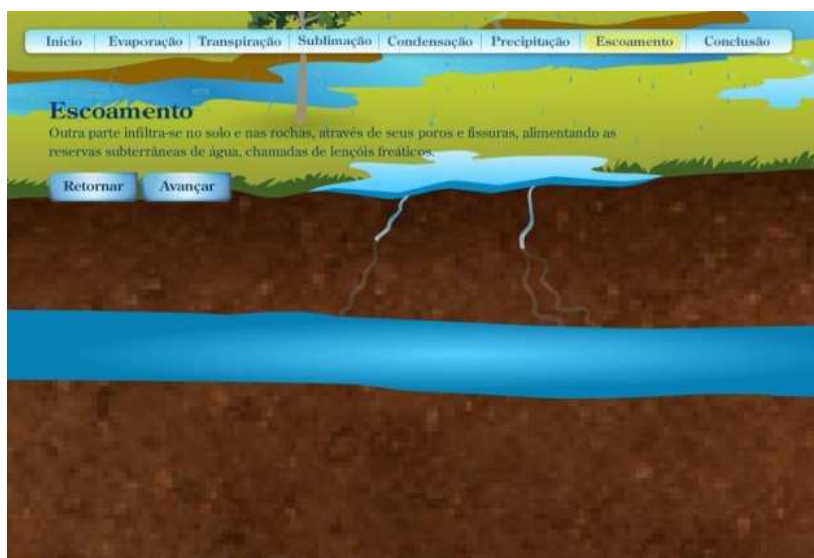 Início Evaporação Transpiração Sublimação Condensação Precipitação Escoamento Conclusão
Escoamento
Outra parte infiltra-se no solo e nas rochas, através de seus poros e fissuras, alimentando as
reservas subterrâneas de água, chamadas de lençóis freáticos.
Retornar Avançar